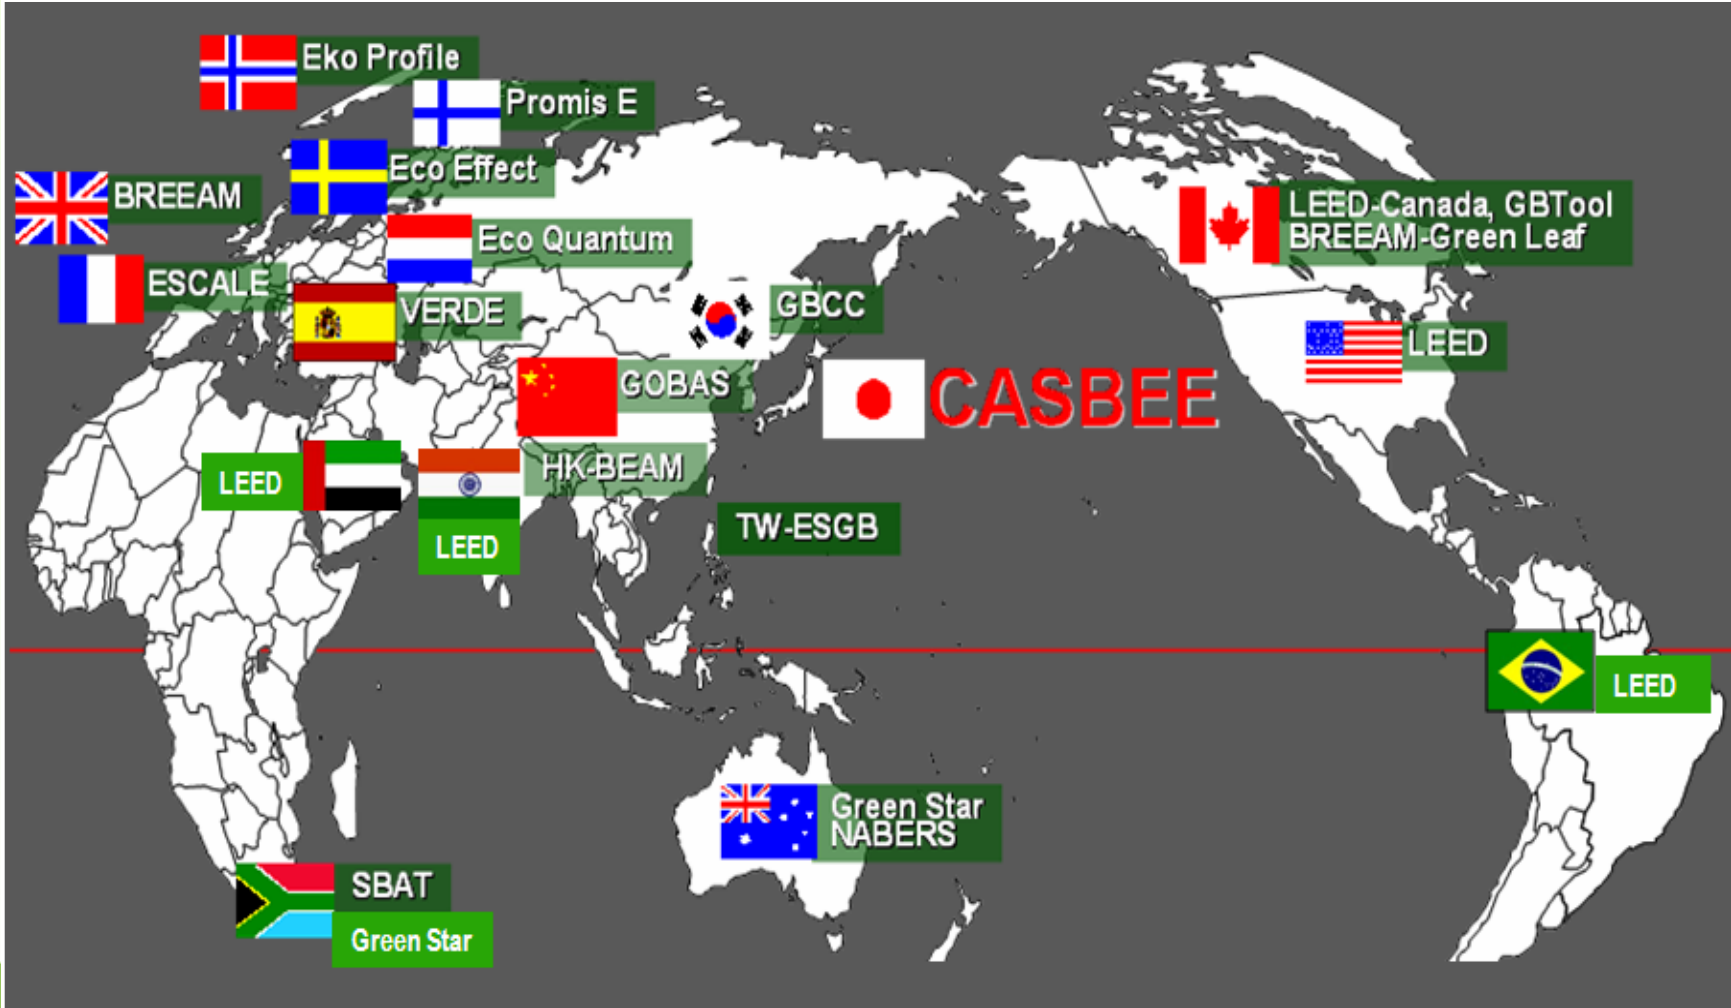 Eko Profile
Promis E
Eco Effect
BREEAM
Eco Quantum
ESCALE
VERDE
LEED-Canada, GBTool
BREEAM-Green Leaf
GBCC
LEED
GOBAS
CASBEE
LEED
HK-BEAM
LEED
TW-ESGB
LEED
Green Star
NABERS
SBAT
Green Star